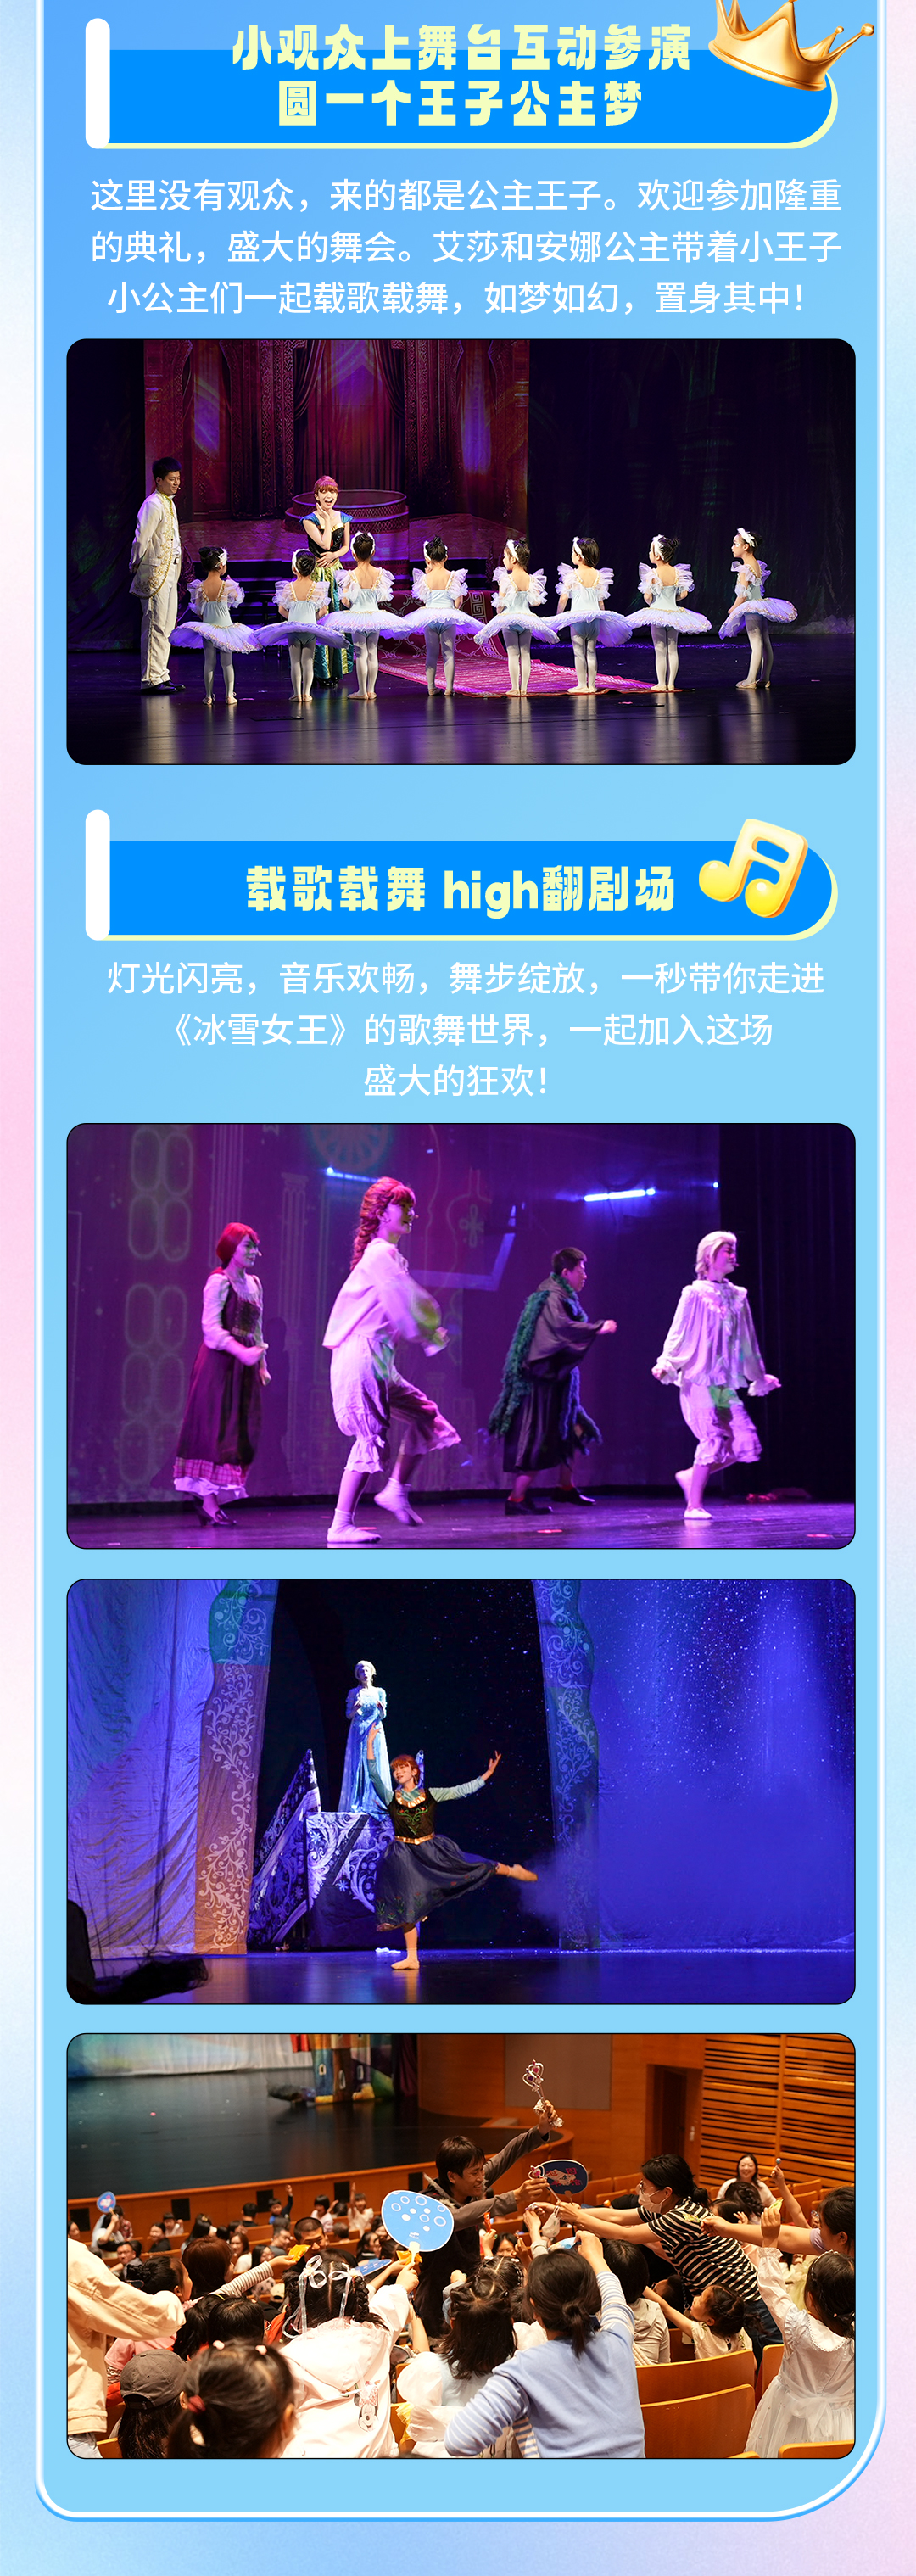 小观众上舞台互动参演
圆一个王子公主梦
这里没有观众，来的都是公主王子。欢迎参加隆重
的典礼，盛大的舞会。艾莎和安娜公主带着小王子
小公主们一起载歌载舞，如梦如幻，置身其中！
载歌载舞 high翻剧场
灯光闪亮，音乐欢畅，舞步绽放，一秒带你走进
《冰雪女王》的歌舞世界，一起加入这场
盛大的狂欢！